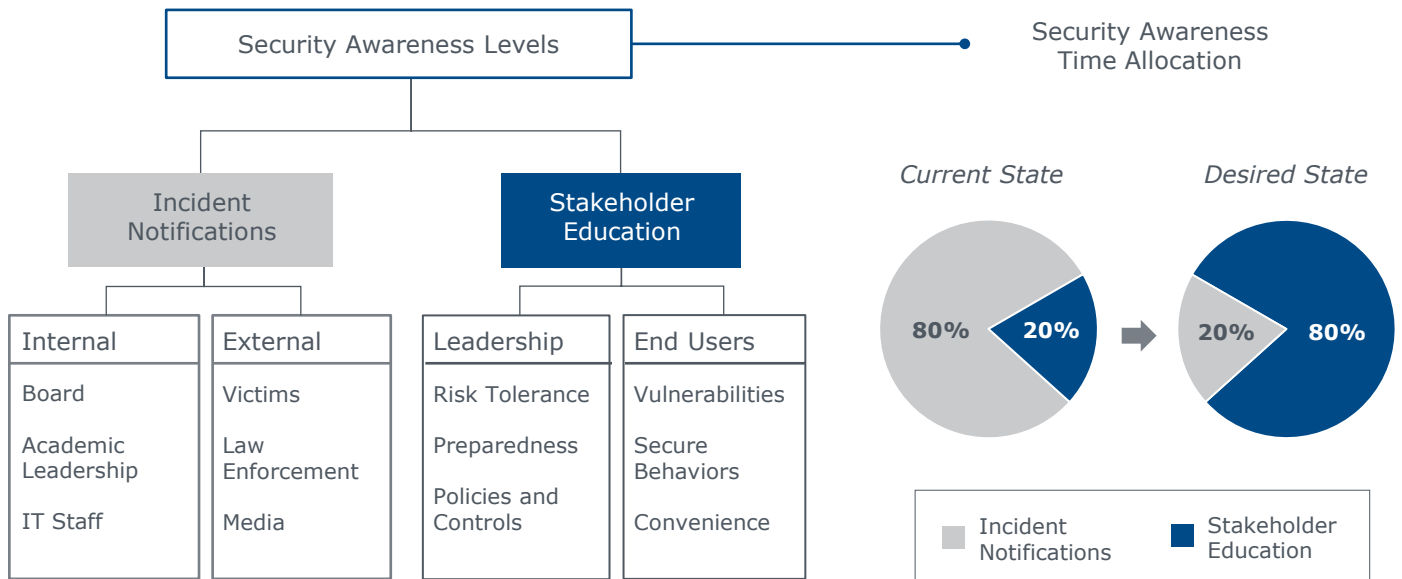 Security Awareness Levels
Security Awareness
Time Allocation
Incident
Notifications
Stakeholder
Education
Internal
Board
Academic
Leadership
IT Staff
External
Victims
Law
Enforcement
Media
Leadership
Risk Tolerance
Preparedness
Policies and
Controls
End Users
Vulnerabilities
Secure
Behaviors
Convenience
Current State
Desired State
80%
20%
20%
80%
Incident
Notifications
Stakeholder
Education